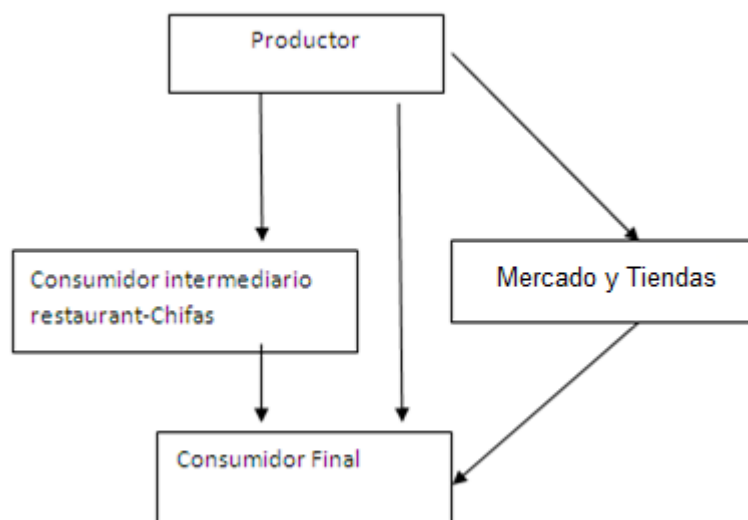 Productor
Consumidor intermediario
restaurant-Chifas
Mercado y Tiendas
Consumidor Final